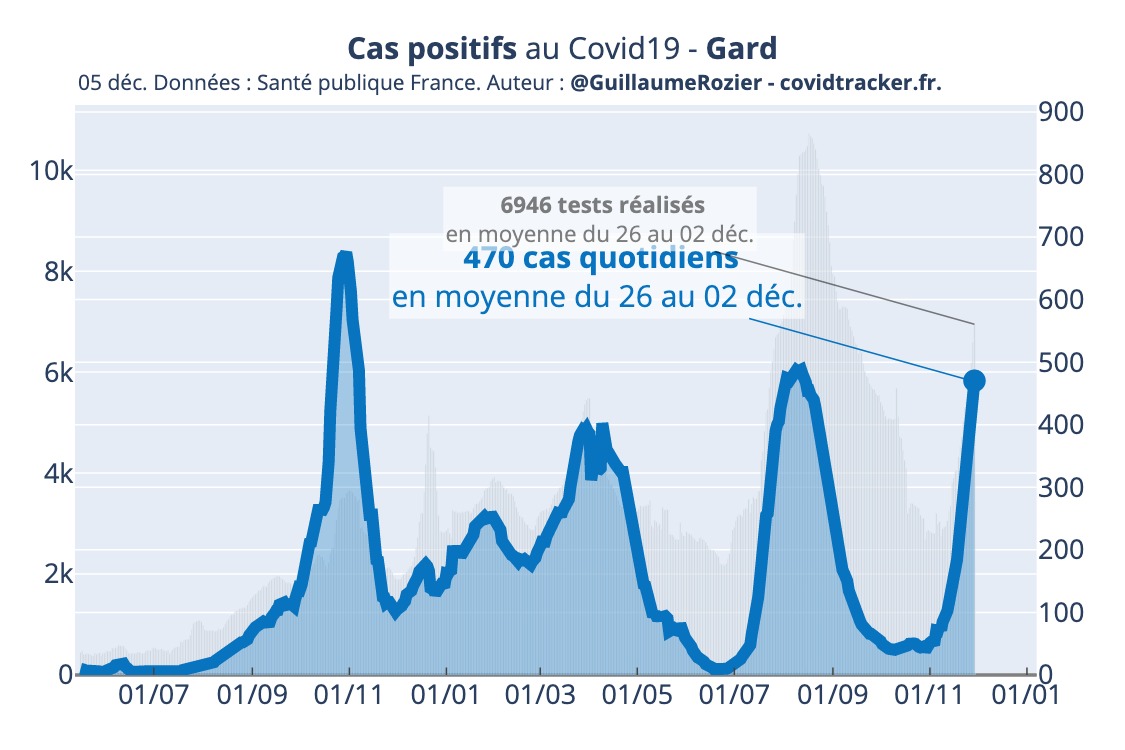 Cas positifs au Covid19 - Gard
05 déc. Données : Santé publique France. Auteur : @GuillaumeRozier - covidtracker.fr.
900
10k
800
6946 tests réalisés
en moyenne du 26 au 02 déc.
700
470 cas quotidiens
8k
en moyenne du 26 au 02 déc.
600
6k
500
400
4k
300
2k
200
100
0
0
01/07 01/09 01/11 01/01 01/03 01/05 01/07 01/09 01/11 01/01